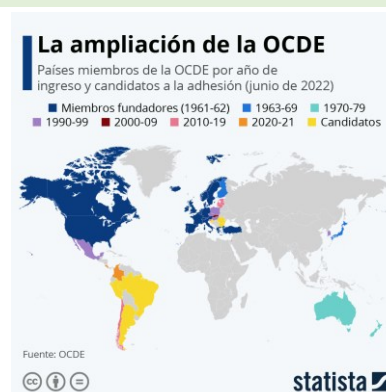 La ampliación de la OCDE
Países miembros de la OCDE por año de
ingreso y candidatos a la adhesión (junio de 2022)
Miembros fundadores (1961-62) 1963-69 1970-79
1990-99 2000-09 2010-19 2020-21 Candidatos
Fuente: OCDE
cc
statista